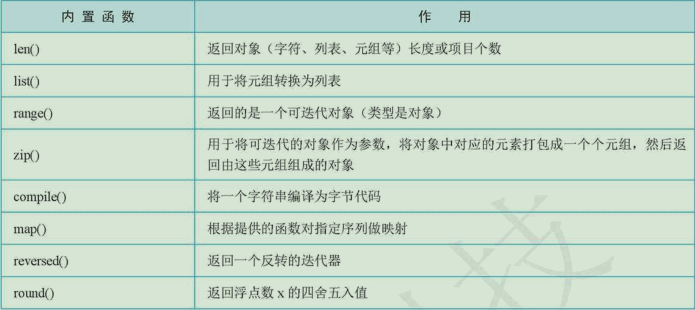 内 置 函 数 作 用
len() 返回对象（字符、列表、元组等）长度或项目个数
list() 用于将元组转换为列表
range() 返回的是一个可迭代对象（类型是对象）
zip() 用于将可迭代的对象作为参数，将对象中对应的元素打包成一个个元组，然后返
回由这些元组组成的对象
compile() 将一个字符串编译为字节代码
map() 根据提供的函数对指定序列做映射
reversed() 返回一个反转的迭代器
round() 返回浮点数 x 的四舍五入值